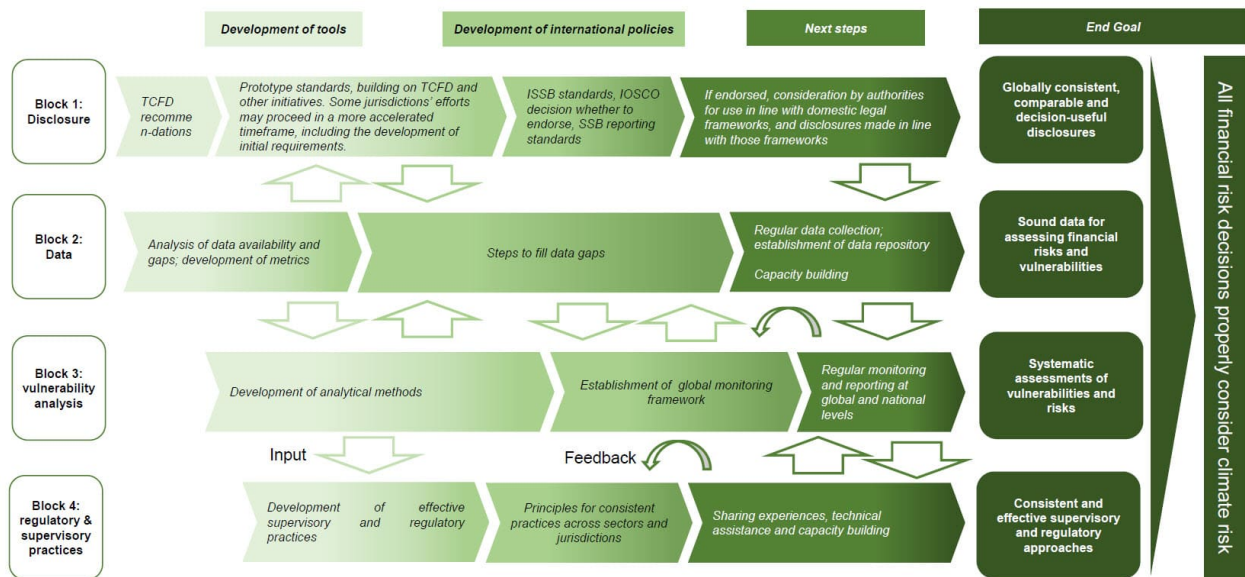 Development of tools
Development of international policies
Next steps
End Goal
Block 1:
Disclosure
TCFD
recomme
n-dations
Prototype standards, building on TCFD and
other initiatives. Some jurisdictions' efforts
may proceed in a more accelerated
timeframe, including the development of
initial requirements.
ISSB standards, IOSCO
decision whether to
endorse, SSB reporting
standards
If endorsed, consideration by authorities
for use in line with domestic legal
frameworks, and disclosures made in line
with those frameworks
Globally consistent,
comparable and
decision-useful
disclosures
Block 2:
Data
Analysis of data availability and
gaps; development of metrics
Steps to fill data gaps
Regular data collection;
establishment of data repository
Capacity building
Sound data for
assessing financial
risks and
vulnerabilities
Block 3:
vulnerability
analysis
Development of analytical methods
Establishment of global monitoring
framework
Regular monitoring
and reporting at
global and national
levels
Systematic
assessments of
vulnerabilities and
risks
Input
Feedback
Block 4:
regulatory &
supervisory
practices
Development of effective
supervisory and regulatory
practices
Principles for consistent
practices across sectors and
jurisdictions
Sharing experiences, technical
assistance and capacity building
Consistent and
effective supervisory
and regulatory
approaches
All financial risk decisions properly consider climate risk